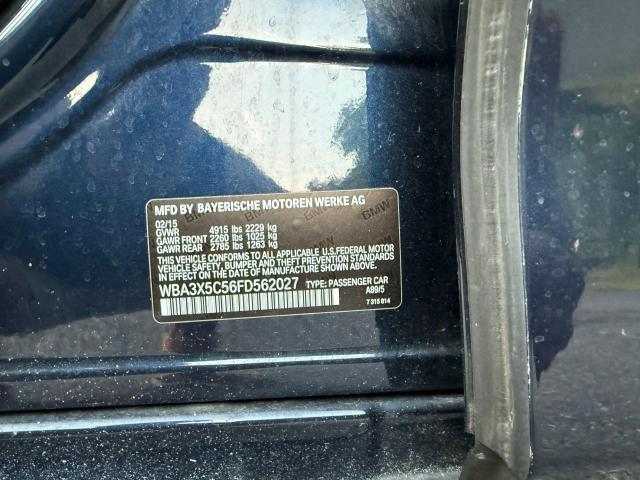 MFD BY BAYERISCHE MOTOREN WERKE AG
02/15
GVWR 4915 lbs 2229 kg
GAWR FRONT 2260 lbs 1025 kg
GAWR REAR 2785 lbs 1263 kg
THIS VEHICLE CONFORMS TO ALL APPLICABLE U.S.FEDERAL MOTOR
VEHICLE SAFETY, BUMPER AND THEFT PREVENTION STANDARDS
IN EFFECT ON THE DATE OF MANUFACTURE SHOWN ABOVE.
WBA3X5C56FD562027 TYPE: PASSENGER CAR
A89/5
7 315 614
BMW
BMW